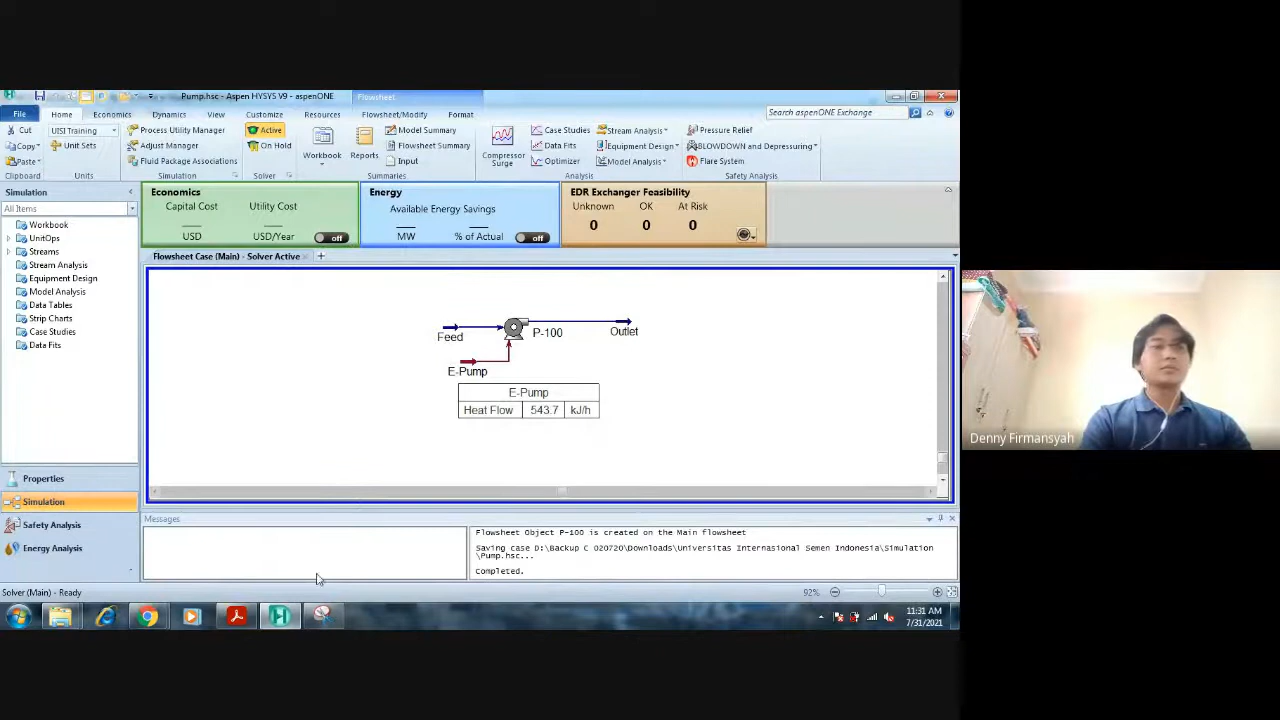 Pump.hsc - Aspen HYSYS V9 - aspenONE
Flowsheet
File
Home
Economics
Dynamics
View
Customize
Resources
Flowsheet/Modify
Format
Search aspenONE Exchange
Cut
Copy
Paste
Clipboard
UISI Training
Unit Sets
Units
Process Utility Manager
Adjust Manager
Fluid Package Associations
Simulation
Active
On Hold
Solver
Workbook
Reports
Model Summary
Flowsheet Summary
Input
Summaries
Compressor
Surge
Case Studies
Data Fits
Optimizer
Stream Analysis
Equipment Design
Model Analysis
Analysis
Pressure Relief
BLOWDOWN and Depressuring
Flare System
Safety Analysis
Simulation
All Items
Workbook
UnitOps
Streams
Stream Analysis
Equipment Design
Model Analysis
Data Tables
Strip Charts
Case Studies
Data Fits
Properties
Simulation
Safety Analysis
Energy Analysis
Economics
Capital Cost
Utility Cost
USD
USD/Year
off
Energy
Available Energy Savings
MW
% of Actual
off
EDR Exchanger Feasibility
Unknown
OK
At Risk
0
0
0
Flowsheet Case (Main) - Solver Active
Feed
P-100
Outlet
E-Pump
E-Pump
Heat Flow 543.7 kJ/h
Messages
Flowsheet Object P-100 is created on the Main flowsheet
Saving case D:\Backup C 020720\Downloads\Universitas Internasional Semen Indonesia\Simulation
\Pump.hsc...
Completed.
Solver (Main) - Ready
92%
11:31 AM
7/31/2021
Denny Firmansyah